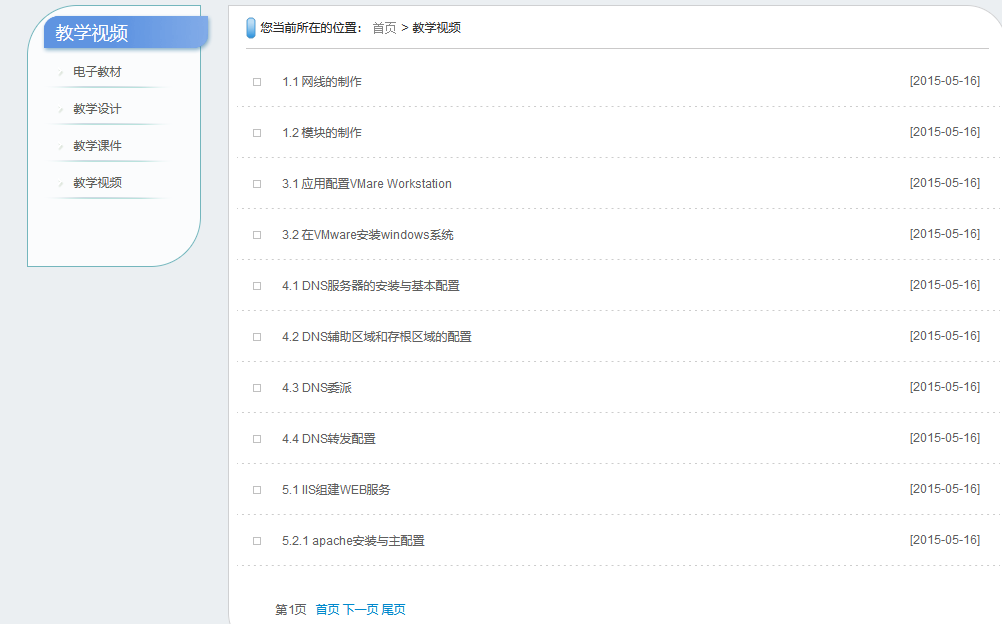 教学视频
电子教材
教学设计
教学课件
教学视频
您当前所在的位置： 首页 > 教学视频
1.1 网线的制作 [2015-05-16]
1.2 模块的制作 [2015-05-16]
3.1 应用配置VMare Workstation [2015-05-16]
3.2 在VMware安装windows系统 [2015-05-16]
4.1 DNS服务器的安装与基本配置 [2015-05-16]
4.2 DNS辅助区域和存根区域的配置 [2015-05-16]
4.3 DNS委派 [2015-05-16]
4.4 DNS转发配置 [2015-05-16]
5.1 IIS组建WEB服务 [2015-05-16]
5.2.1 apache安装与主配置 [2015-05-16]
第1页 首页 下一页 尾页